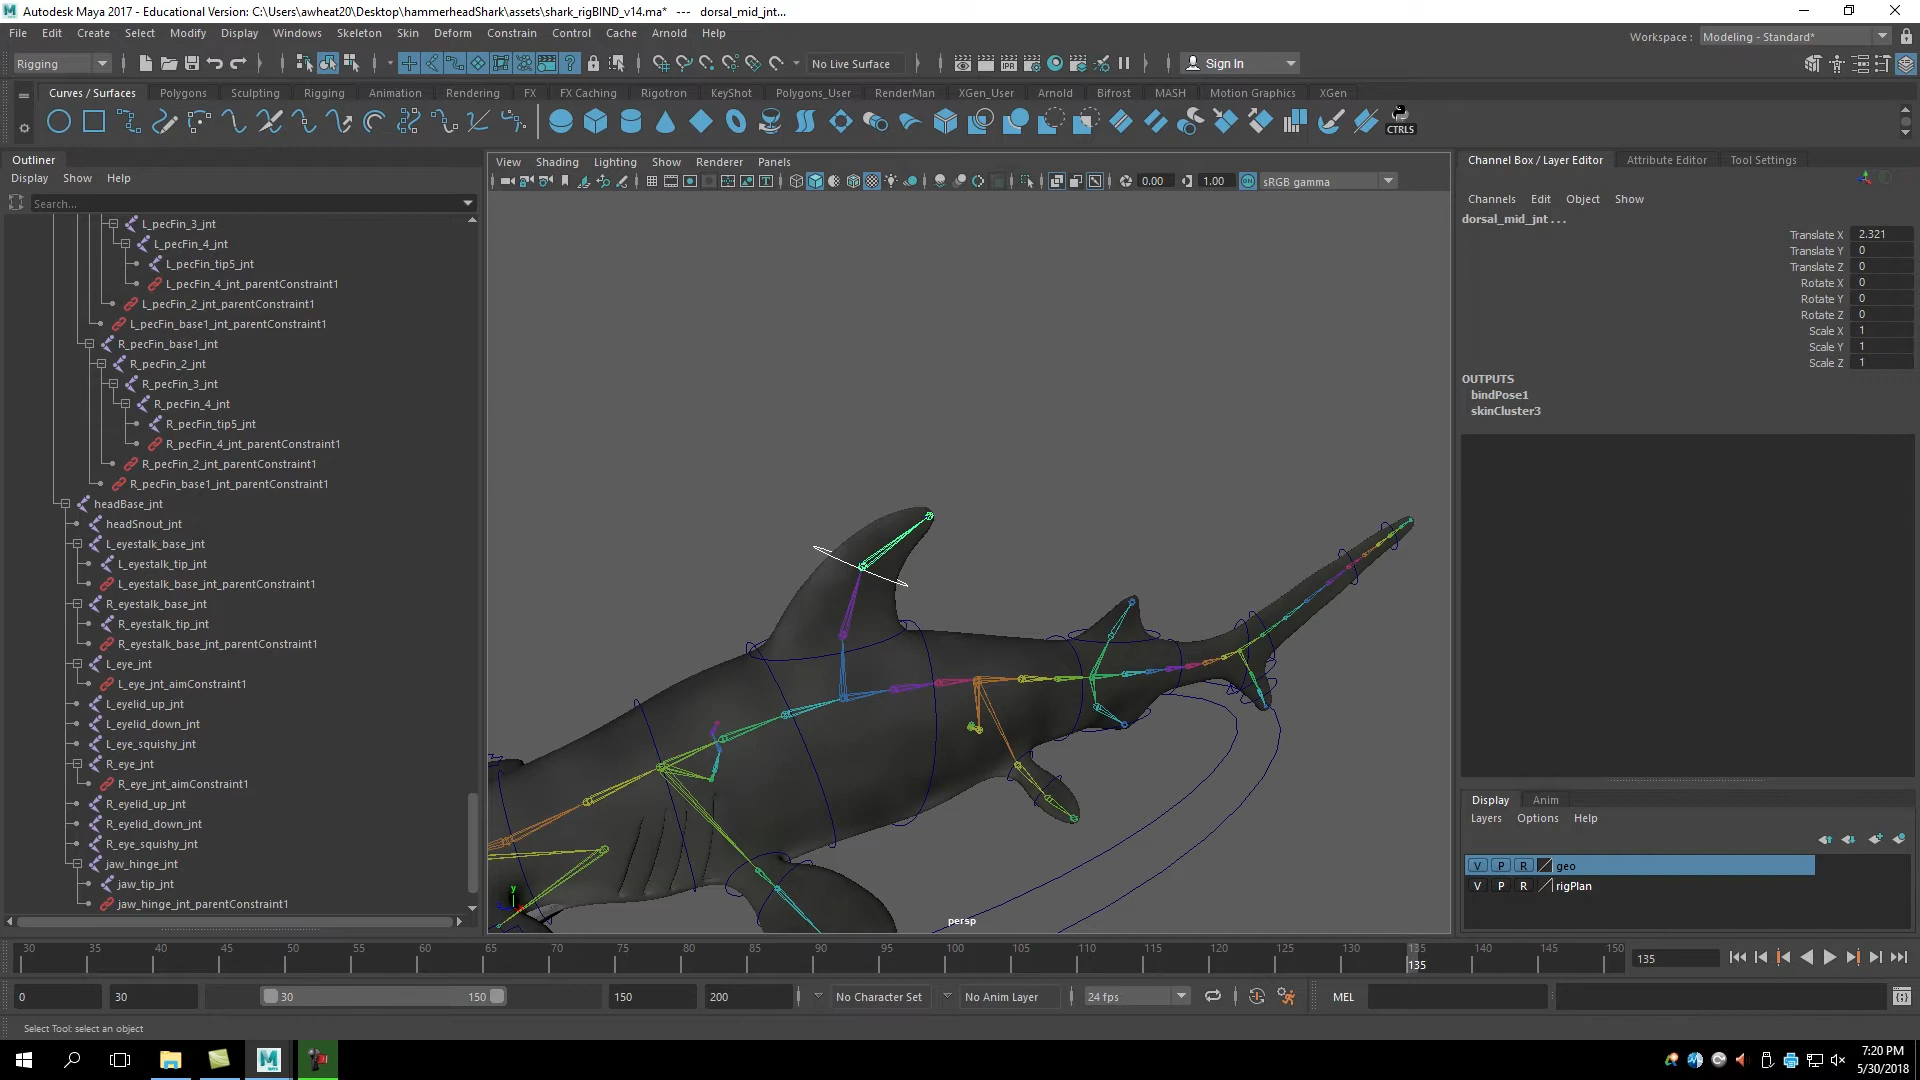 Autodesk Maya 2017 - Educational Version: C:\Users\awheat20\Desktop\hammerheadShark\assets\shark_rigBIND_v14.ma* --- dorsal_mid_jnt...
File Edit Create Select Modify Display Windows Skeleton Skin Deform Constrain Control Cache Arnold Help
Workspace : Modeling - Standard*
Rigging
No Live Surface
Sign In
Curves / Surfaces Polygons Sculpting Rigging Animation Rendering FX FX Caching Rigotron KeyShot Polygons_User RenderMan XGen_User Arnold Bifrost MASH Motion Graphics XGen
CTRLS
Outliner
Display Show Help
Search...
L_pecFin_3_jnt
L_pecFin_4_jnt
L_pecFin_tip5_jnt
L_pecFin_4_jnt_parentConstraint1
L_pecFin_2_jnt_parentConstraint1
L_pecFin_base1_jnt_parentConstraint1
R_pecFin_base1_jnt
R_pecFin_2_jnt
R_pecFin_3_jnt
R_pecFin_4_jnt
R_pecFin_tip5_jnt
R_pecFin_4_jnt_parentConstraint1
R_pecFin_2_jnt_parentConstraint1
R_pecFin_base1_jnt_parentConstraint1
headBase_jnt
headSnout_jnt
L_eyestalk_base_jnt
L_eyestalk_tip_jnt
L_eyestalk_base_jnt_parentConstraint1
R_eyestalk_base_jnt
R_eyestalk_tip_jnt
R_eyestalk_base_jnt_parentConstraint1
L_eye_jnt
L_eye_jnt_aimConstraint1
L_eyelid_up_jnt
L_eyelid_down_jnt
L_eye_squishy_jnt
R_eye_jnt
R_eye_jnt_aimConstraint1
R_eyelid_up_jnt
R_eyelid_down_jnt
R_eye_squishy_jnt
jaw_hinge_jnt
jaw_tip_jnt
jaw_hinge_jnt_parentConstraint1
View Shading Lighting Show Renderer Panels
IPR
0.00 1.00 ON sRGB gamma
y
persp
Channel Box / Layer Editor Attribute Editor Tool Settings
Channels Edit Object Show
dorsal_mid_jnt . . .
Translate X 2.321
Translate Y 0
Translate Z 0
Rotate X 0
Rotate Y 0
Rotate Z 0
Scale X 1
Scale Y 1
Scale Z 1
OUTPUTS
bindPose1
skinCluster3
Display Anim
Layers Options Help
V P R geo
V P R rigPlan
30 35 40 45 50 55 60 65 70 75 80 85 90 95 100 105 110 115 120 125 130 135 140 145 150
135
135
0 30 30 150 150 200 No Character Set No Anim Layer 24 fps MEL
Select Tool: select an object
7:20 PM
5/30/2018